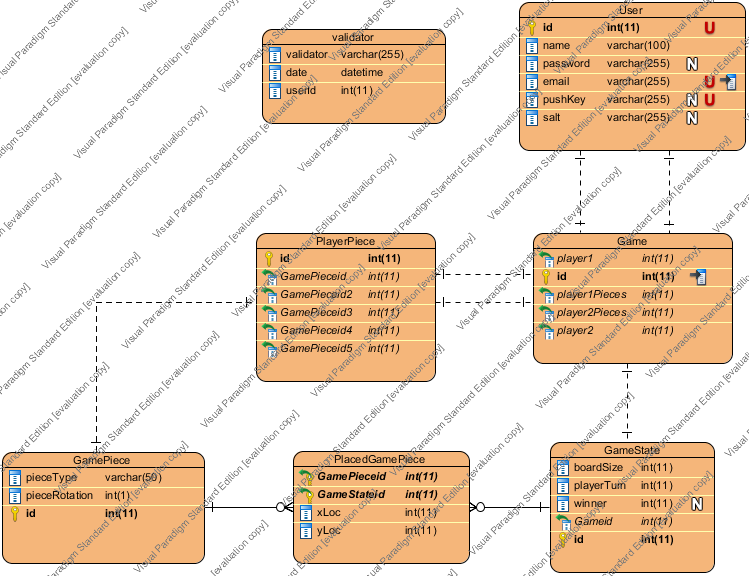 User
id int(11) U
name varchar(100)
password varchar(255) N
email varchar(255) U
pushKey varchar(255) N U
salt varchar(255) N
validator
validator varchar(255)
date datetime
userId int(11)
PlayerPiece
id int(11)
GamePieceid int(11)
GamePieceid2 int(11)
GamePieceid3 int(11)
GamePieceid4 int(11)
GamePieceid5 int(11)
Game
player1 int(11)
id int(11)
player1Pieces int(11)
player2Pieces int(11)
player2 int(11)
GamePiece
pieceType varchar(50)
pieceRotation int(1)
id int(11)
PlacedGamePiece
GamePieceid int(11)
GameStateid int(11)
xLoc int(11)
yLoc int(11)
GameState
boardSize int(11)
playerTurn int(11)
winner int(11) N
Gameid int(11)
id int(11)
Visual Paradigm Standard Edition [evaluation copy]